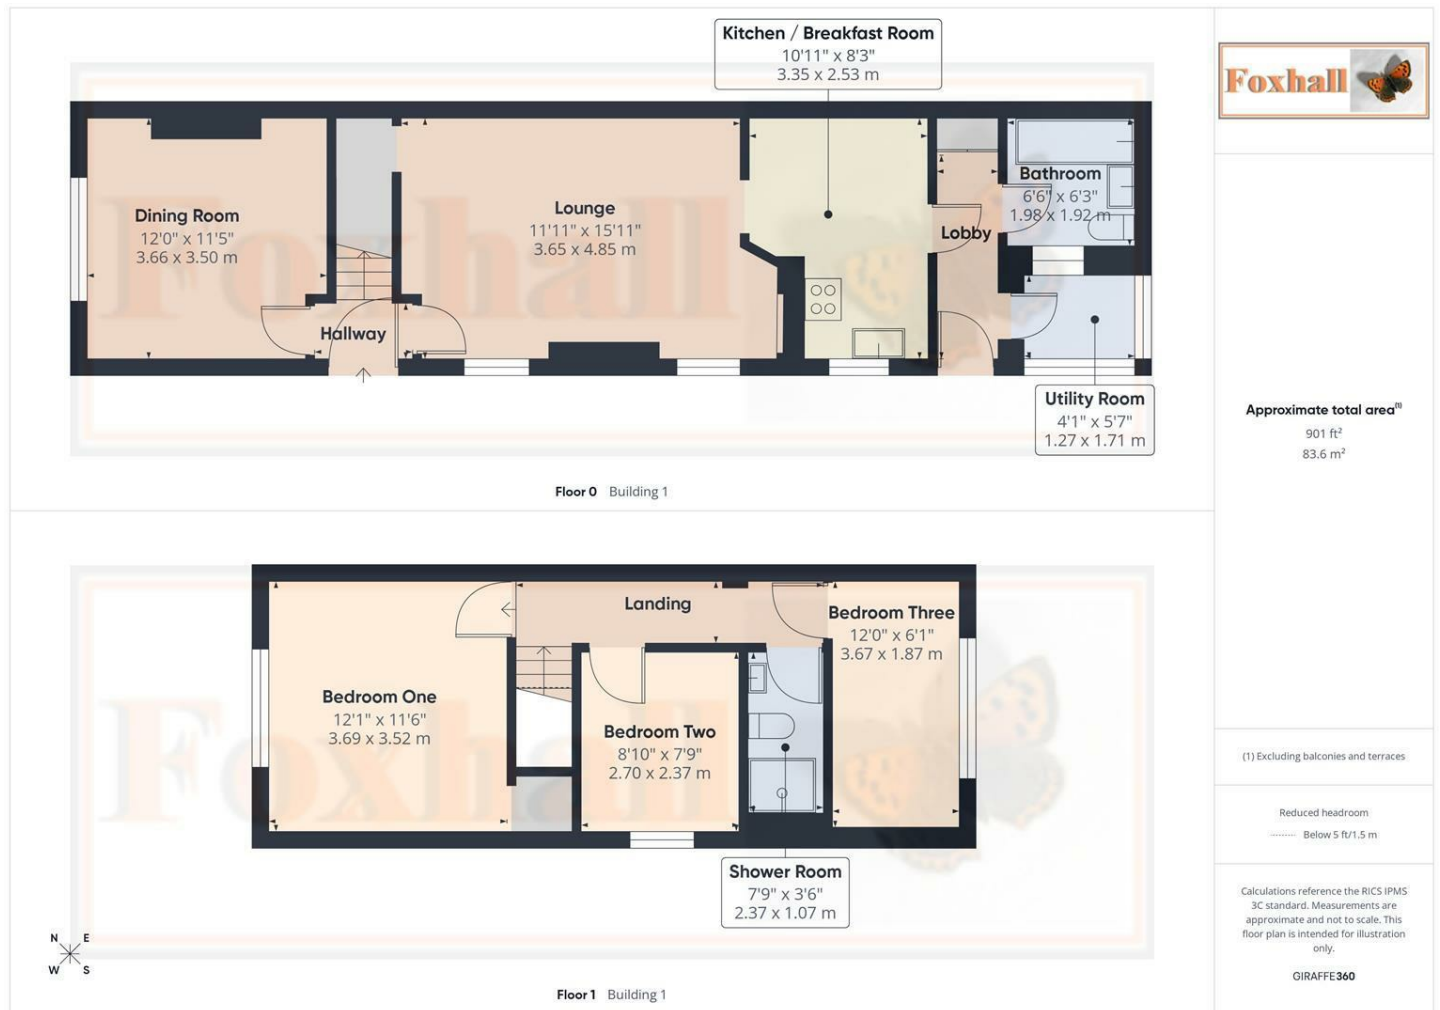 Kitchen / Breakfast Room
10'11" x 8'3"
3.35 x 2.53 m
Foxhall
Dining Room
12'0" x 11'5"
3.66 x 3.50 m
Hallway
Lounge
11'11" x 15'11"
3.65 x 4.85 m
Lobby
Bathroom
6'6" x 6'3"
1.98 x 1.92 m
Utility Room
4'1" x 5'7"
1.27 x 1.71 m
Foxhall
Floor 0 Building 1
Landing
Bedroom One
12'1" x 11'6"
3.69 x 3.52 m
Bedroom Two
8'10" x 7'9"
2.70 x 2.37 m
Bedroom Three
12'0" x 6'1"
3.67 x 1.87 m
Shower Room
7'9" x 3'6"
2.37 x 1.07 m
Foxhall
N E
W S
Floor 1 Building 1
Approximate total area(1)
901 ft²
83.6 m²
(1) Excluding balconies and terraces
Reduced headroom
Below 5 ft/1.5 m
Calculations reference the RICS IPMS
3C standard. Measurements are
approximate and not to scale. This
floor plan is intended for illustration
only.
GIRAFFE360